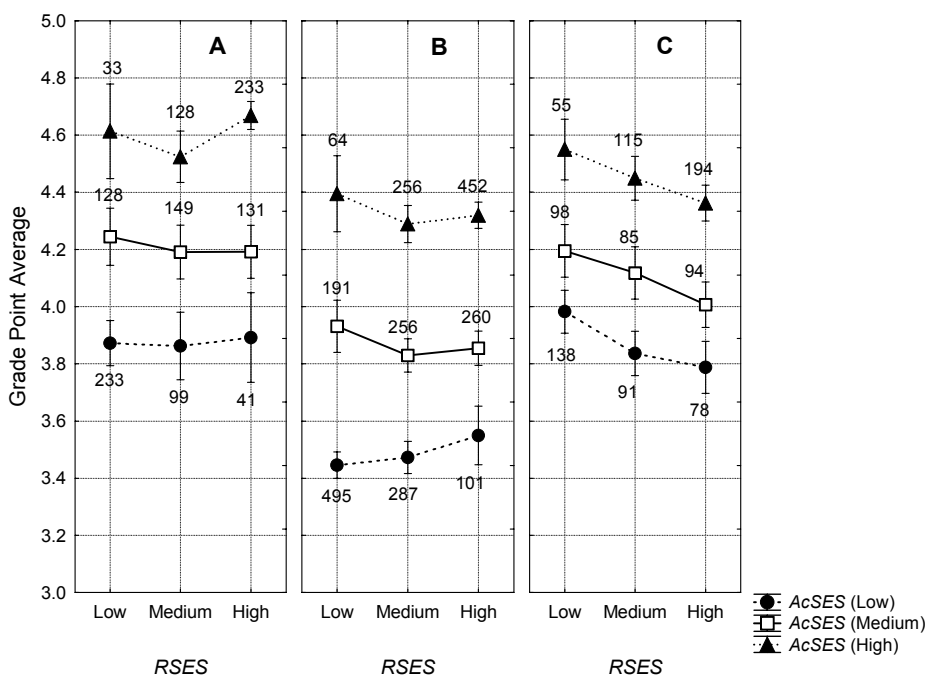 Grade Point Average
5.0
4.8
4.6
4.4
4.2
4.0
3.8
3.6
3.4
3.2
3.0
A
33
128
233
128
149
131
233
99
41
Low
Medium
High
RSES
B
64
256
452
191
256
260
495
287
101
Low
Medium
High
RSES
C
55
115
194
98
85
94
138
91
78
Low
Medium
High
RSES
AcSES (Low)
AcSES (Medium)
AcSES (High)